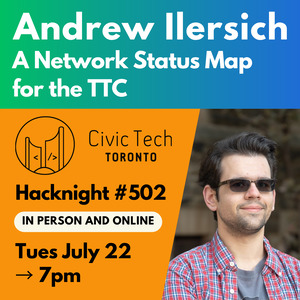 Andrew Ilersich
A Network Status Map
for the TTC
</>
Civic Tech
TORONTO
Hacknight #502
IN PERSON AND ONLINE
Tues July 22
→ 7pm